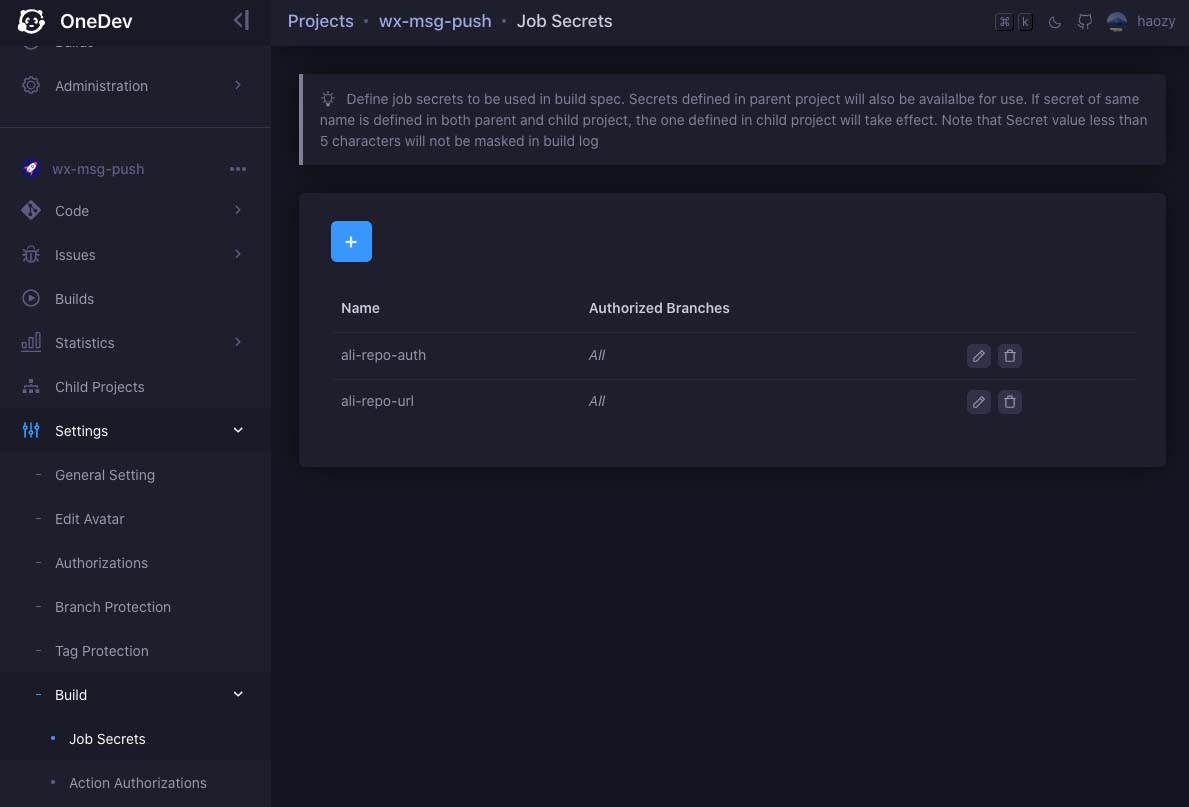 OneDev
Projects • wx-msg-push • Job Secrets
⌘ k
haozy
Builds
Administration
wx-msg-push
Code
Issues
Builds
Statistics
Child Projects
Settings
General Setting
Edit Avatar
Authorizations
Branch Protection
Tag Protection
Build
Job Secrets
Action Authorizations
Define job secrets to be used in build spec. Secrets defined in parent project will also be availalbe for use. If secret of same
name is defined in both parent and child project, the one defined in child project will take effect. Note that Secret value less than
5 characters will not be masked in build log
+
Name Authorized Branches
ali-repo-auth All
ali-repo-url All